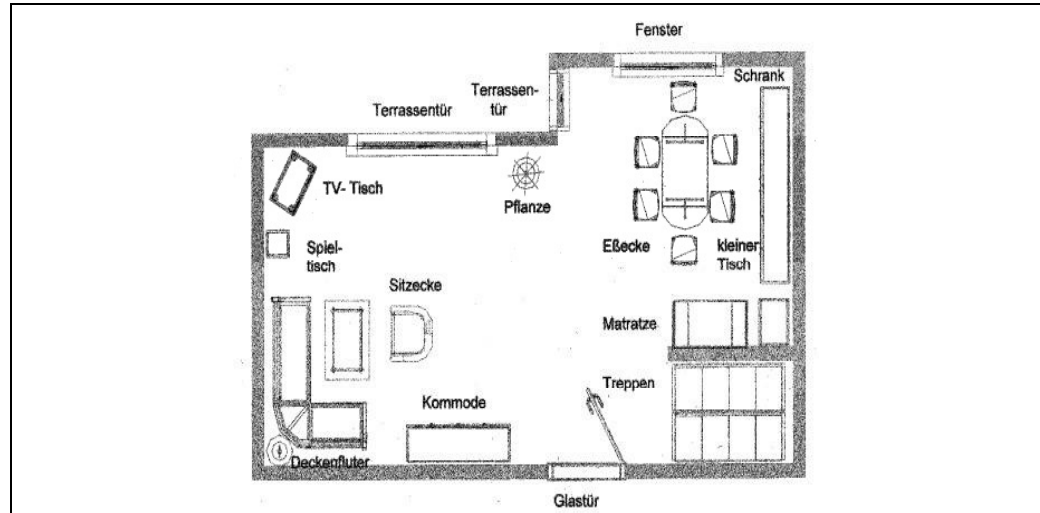 Fenster
Schrank
Terrassen-
tür
Terrassentür
TV- Tisch
Pflanze
Spiel-
tisch
Eßecke
kleiner
Tisch
Sitzecke
Matratze
Treppen
Kommode
Deckenfluter
Glastür